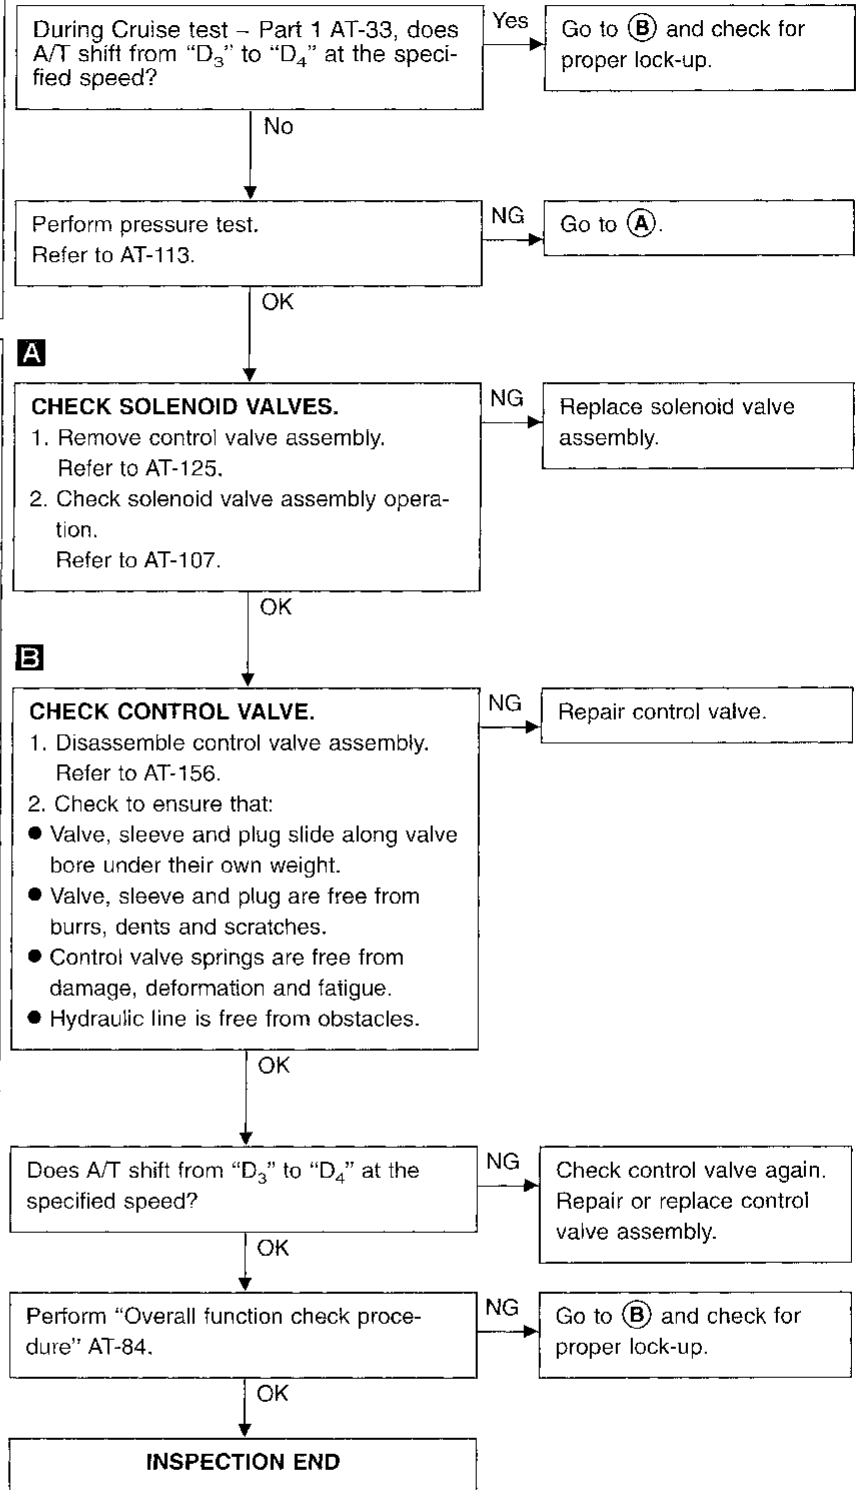 During Cruise test – Part 1 AT-33, does
A/T shift from “D3” to “D4” at the speci-
fied speed?
Yes
Go to Ⓑ and check for
proper lock-up.
No
Perform pressure test.
Refer to AT-113.
NG
Go to Ⓐ.
OK
A
CHECK SOLENOID VALVES.
1. Remove control valve assembly.
Refer to AT-125.
2. Check solenoid valve assembly opera-
tion.
Refer to AT-107.
NG
Replace solenoid valve
assembly.
OK
B
CHECK CONTROL VALVE.
1. Disassemble control valve assembly.
Refer to AT-156.
2. Check to ensure that:
● Valve, sleeve and plug slide along valve
bore under their own weight.
● Valve, sleeve and plug are free from
burrs, dents and scratches.
● Control valve springs are free from
damage, deformation and fatigue.
● Hydraulic line is free from obstacles.
NG
Repair control valve.
OK
Does A/T shift from “D3” to “D4” at the
specified speed?
NG
Check control valve again.
Repair or replace control
valve assembly.
OK
Perform “Overall function check proce-
dure” AT-84.
NG
Go to Ⓑ and check for
proper lock-up.
OK
INSPECTION END